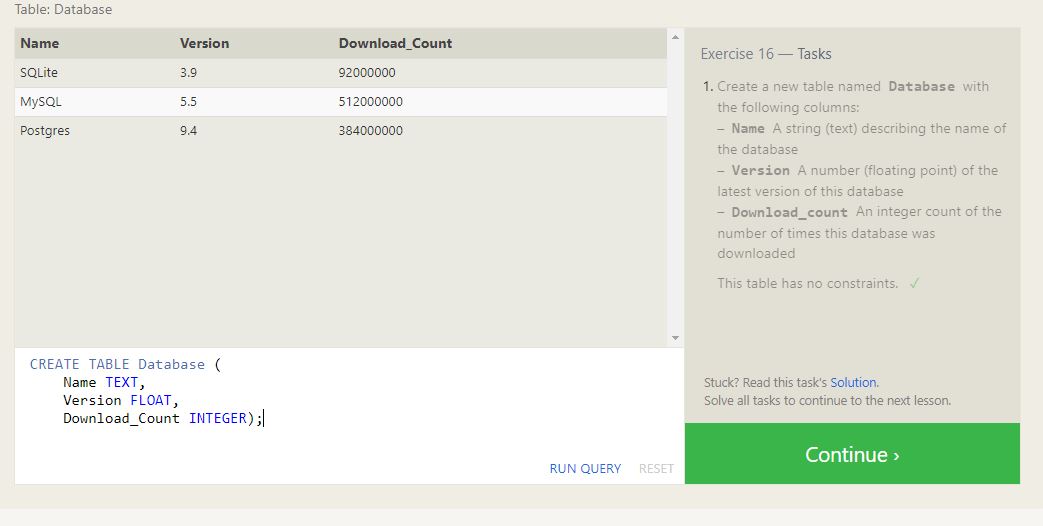 Table: Database
Name Version Download_Count
SQLite 3.9 92000000
MySQL 5.5 512000000
Postgres 9.4 384000000
CREATE TABLE Database (
Name TEXT,
Version FLOAT,
Download_Count INTEGER);
RUN QUERY RESET
Exercise 16 — Tasks
1. Create a new table named Database with
the following columns:
– Name A string (text) describing the name of
the database
– Version A number (floating point) of the
latest version of this database
– Download_count An integer count of the
number of times this database was
downloaded
This table has no constraints. ✓
Stuck? Read this task's Solution.
Solve all tasks to continue to the next lesson.
Continue ›